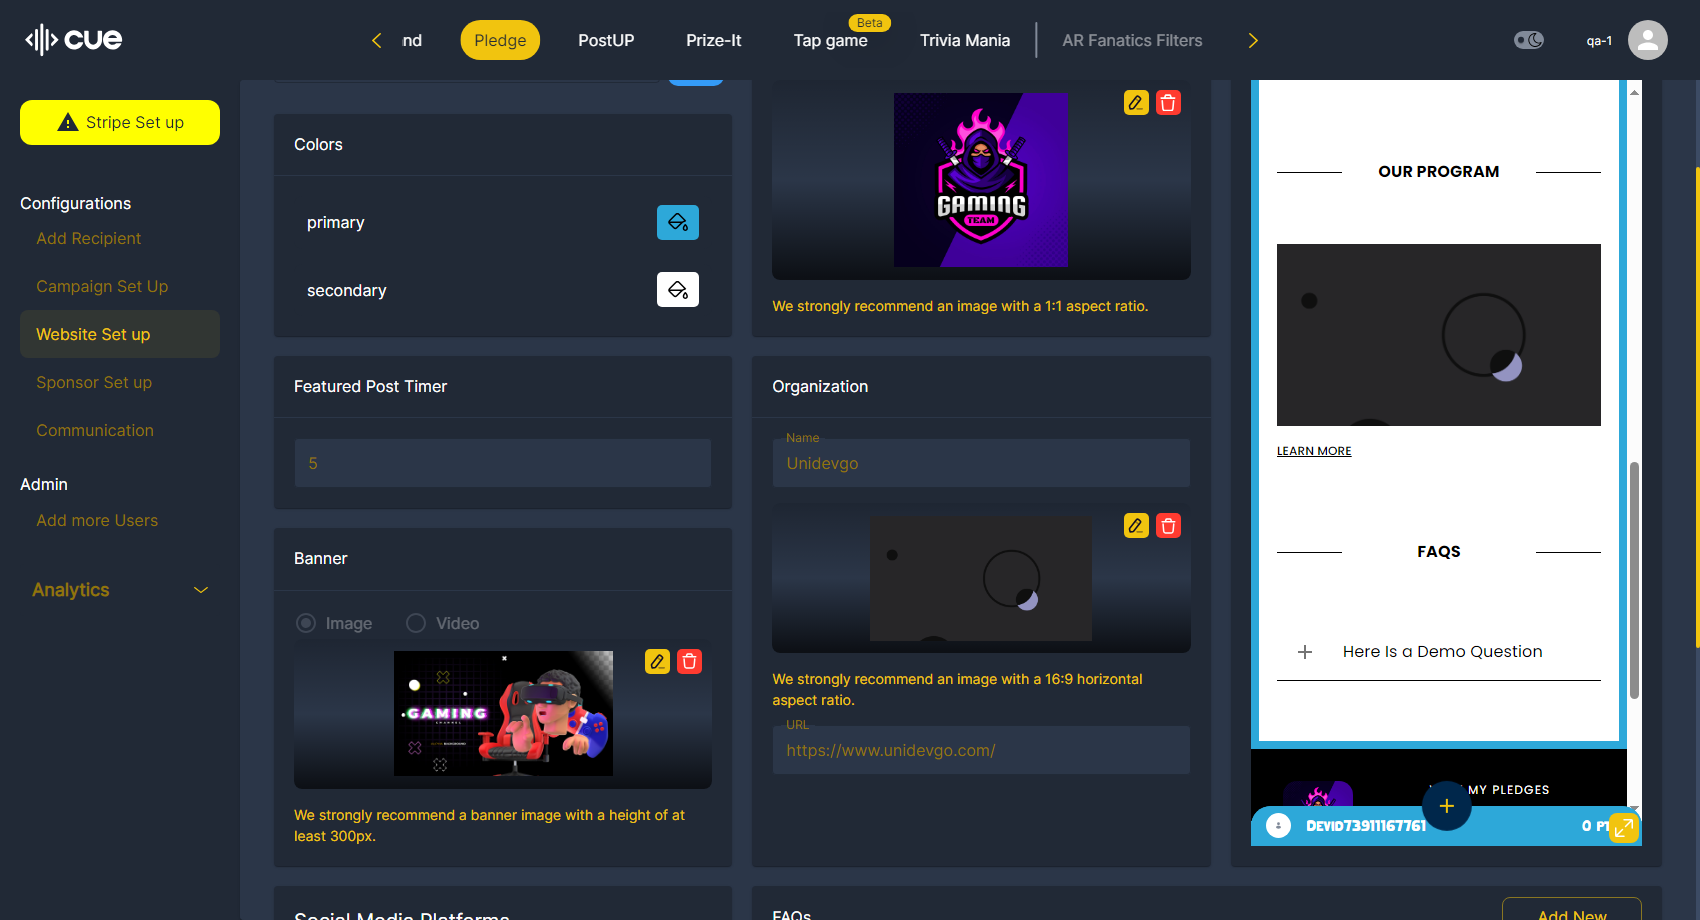 cue
nd
Pledge
PostUP
Prize-It
Beta
Tap game
Trivia Mania
AR Fanatics Filters
qa-1
Stripe Set up
Configurations
Add Recipient
Campaign Set Up
Website Set up
Sponsor Set up
Communication
Admin
Add more Users
Analytics
Colors
primary
secondary
Featured Post Timer
5
Banner
Image
Video
GAMING
We strongly recommend a banner image with a height of at
least 300px.
Social Media Platforms
GAMING
TEAM
We strongly recommend an image with a 1:1 aspect ratio.
Organization
Name
Unidevgo
We strongly recommend an image with a 16:9 horizontal
aspect ratio.
URL
https://www.unidevgo.com/
FAQs
Add New
OUR PROGRAM
LEARN MORE
FAQS
Here Is a Demo Question
MY PLEDGES
DEVID73911167761
0 PT